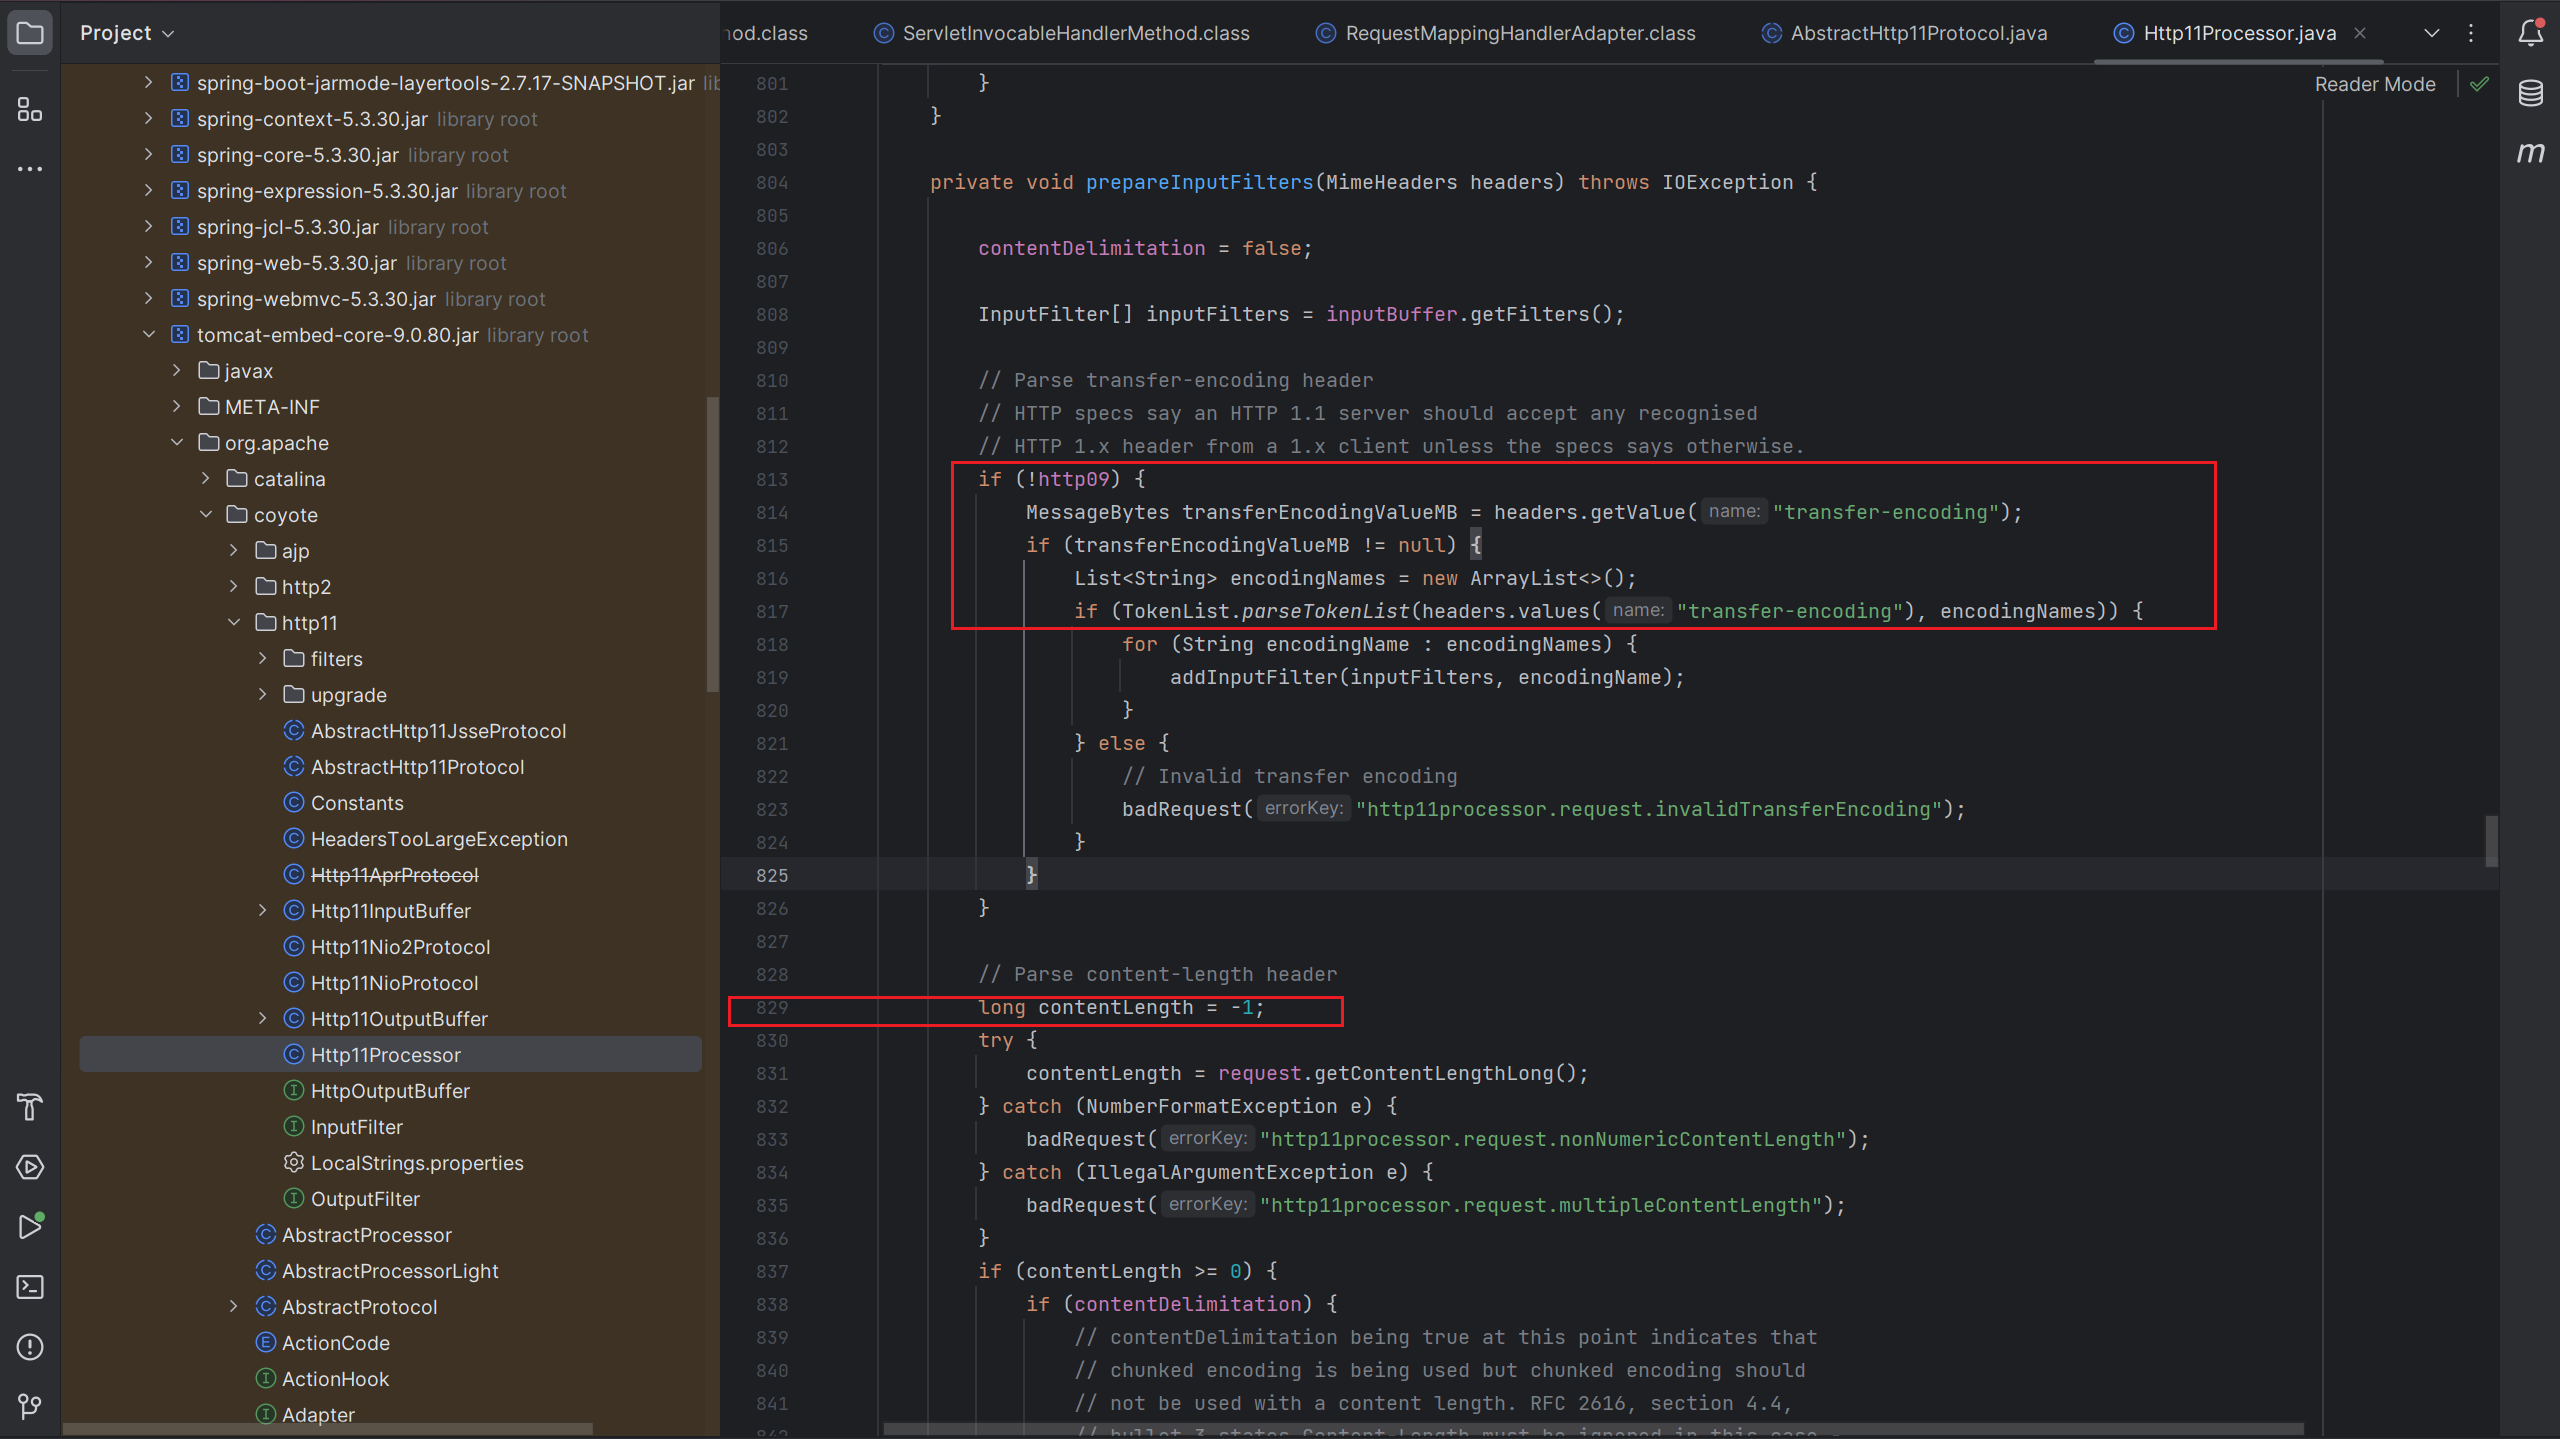 Project
nod.class
ServletInvocableHandlerMethod.class
RequestMappingHandlerAdapter.class
AbstractHttp11Protocol.java
Http11Processor.java
spring-boot-jarmode-layertools-2.7.17-SNAPSHOT.jar lib
spring-context-5.3.30.jar library root
spring-core-5.3.30.jar library root
spring-expression-5.3.30.jar library root
spring-jcl-5.3.30.jar library root
spring-web-5.3.30.jar library root
spring-webmvc-5.3.30.jar library root
tomcat-embed-core-9.0.80.jar library root
javax
META-INF
org.apache
catalina
coyote
ajp
http2
http11
filters
upgrade
AbstractHttp11JsseProtocol
AbstractHttp11Protocol
Constants
HeadersTooLargeException
Http11AprProtocol
Http11InputBuffer
Http11Nio2Protocol
Http11NioProtocol
Http11OutputBuffer
Http11Processor
HttpOutputBuffer
InputFilter
LocalStrings.properties
OutputFilter
AbstractProcessor
AbstractProcessorLight
AbstractProtocol
ActionCode
ActionHook
Adapter
Reader Mode
m
801 }
802 }
803
804 private void prepareInputFilters(MimeHeaders headers) throws IOException {
805
806 contentDelimitation = false;
807
808 InputFilter[] inputFilters = inputBuffer.getFilters();
809
810 // Parse transfer-encoding header
811 // HTTP specs say an HTTP 1.1 server should accept any recognised
812 // HTTP 1.x header from a 1.x client unless the specs says otherwise.
813 if (!http09) {
814 MessageBytes transferEncodingValueMB = headers.getValue( name: "transfer-encoding");
815 if (transferEncodingValueMB != null) {
816 List<String> encodingNames = new ArrayList<>();
817 if (TokenList.parseTokenList(headers.values( name: "transfer-encoding"), encodingNames)) {
818 for (String encodingName : encodingNames) {
819 addInputFilter(inputFilters, encodingName);
820 }
821 } else {
822 // Invalid transfer encoding
823 badRequest( errorKey: "http11processor.request.invalidTransferEncoding");
824 }
825 }
826 }
827
828 // Parse content-length header
829 long contentLength = -1;
830 try {
831 contentLength = request.getContentLengthLong();
832 } catch (NumberFormatException e) {
833 badRequest( errorKey: "http11processor.request.nonNumericContentLength");
834 } catch (IllegalArgumentException e) {
835 badRequest( errorKey: "http11processor.request.multipleContentLength");
836 }
837 if (contentLength >= 0) {
838 if (contentDelimitation) {
839 // contentDelimitation being true at this point indicates that
840 // chunked encoding is being used but chunked encoding should
841 // not be used with a content length. RFC 2616, section 4.4,
842 // bullet 3 states Content-Length must be ignored in this case -